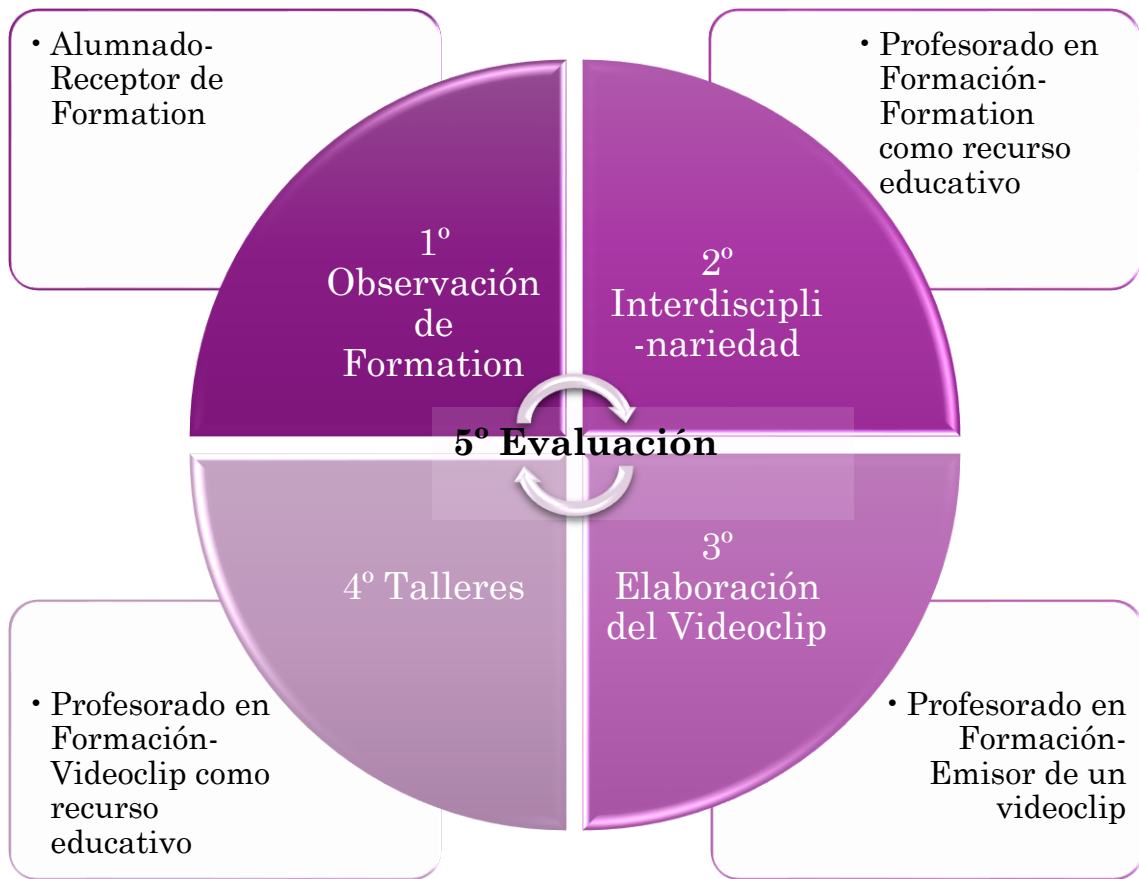 • Alumnado-
Receptor de
Formation
• Profesorado en
Formación-
Formation
como recurso
educativo
1º
Observación
de
Formation
2º
Interdiscipli
-nariedad
5º Evaluación
4º Talleres
3º
Elaboración
del Videoclip
• Profesorado en
Formación-
Videoclip como
recurso
educativo
• Profesorado en
Formación-
Emisor de un
videoclip